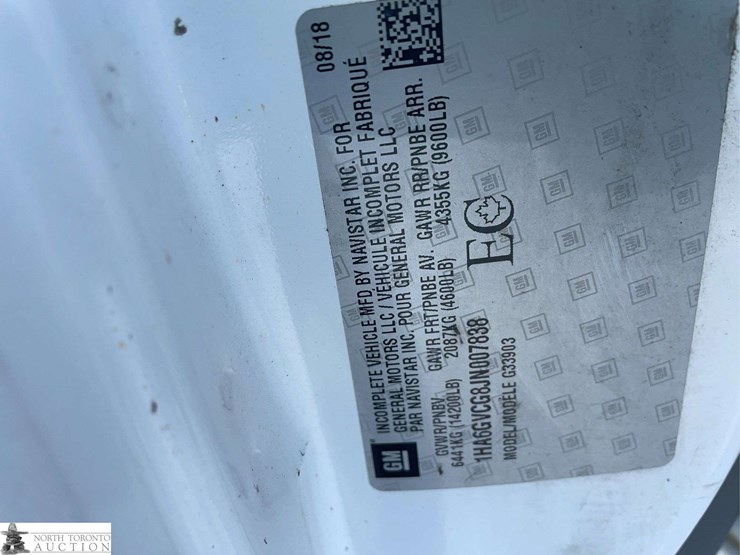 08/18
INCOMPLETE VEHICLE MFD BY NAVISTAR INC. FOR
GENERAL MOTORS LLC / VÉHICULE INCOMPLET FABRIQUÉ
PAR NAVISTAR INC. POUR GENERAL MOTORS LLC
GM
GVWR/PNBV GAWR FRT/PNBE AV. GAWR RR/PNBE ARR.
6441KG (14200LB) 2087KG (4600LB) 4355KG (9600LB)
1HA6GVCG8JN007838
MODEL/MODÈLE G33903
EC
NORTH TORONTO
AUCTION